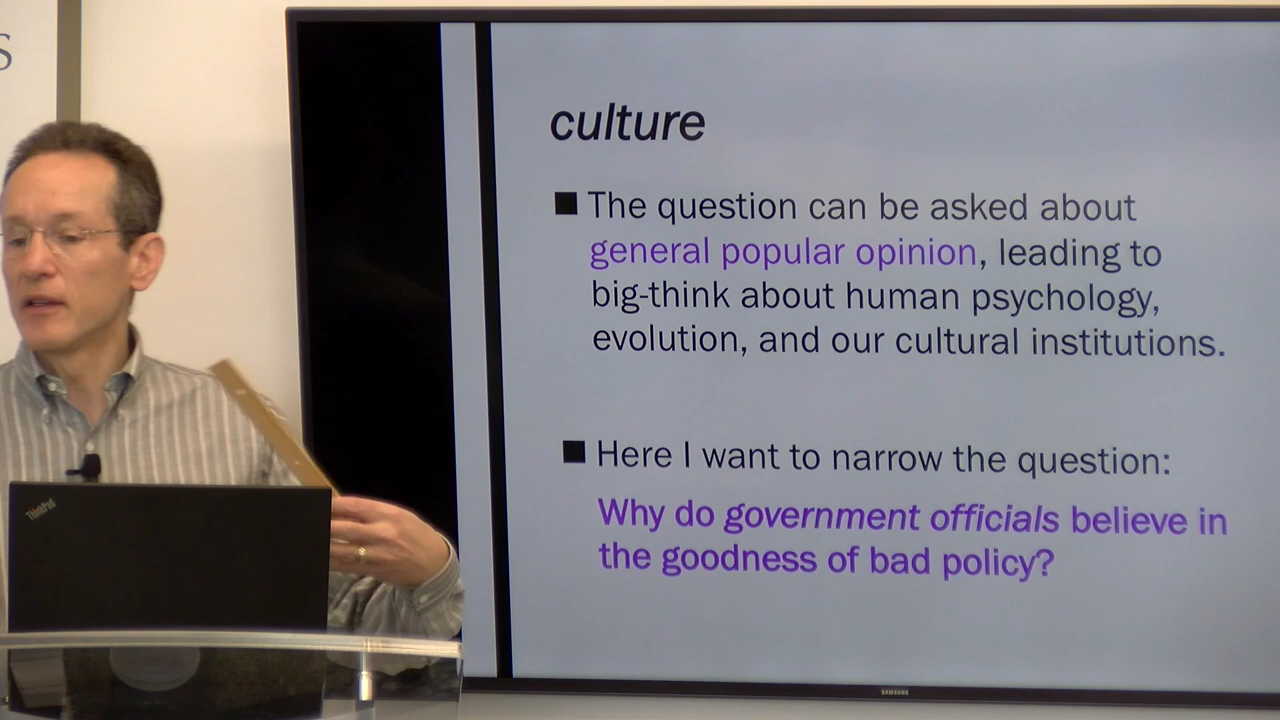 S
culture
■ The question can be asked about
general popular opinion, leading to
big-think about human psychology,
evolution, and our cultural institutions.
■ Here I want to narrow the question:
Why do government officials believe in
the goodness of bad policy?
ThinkPad
SAMSUNG